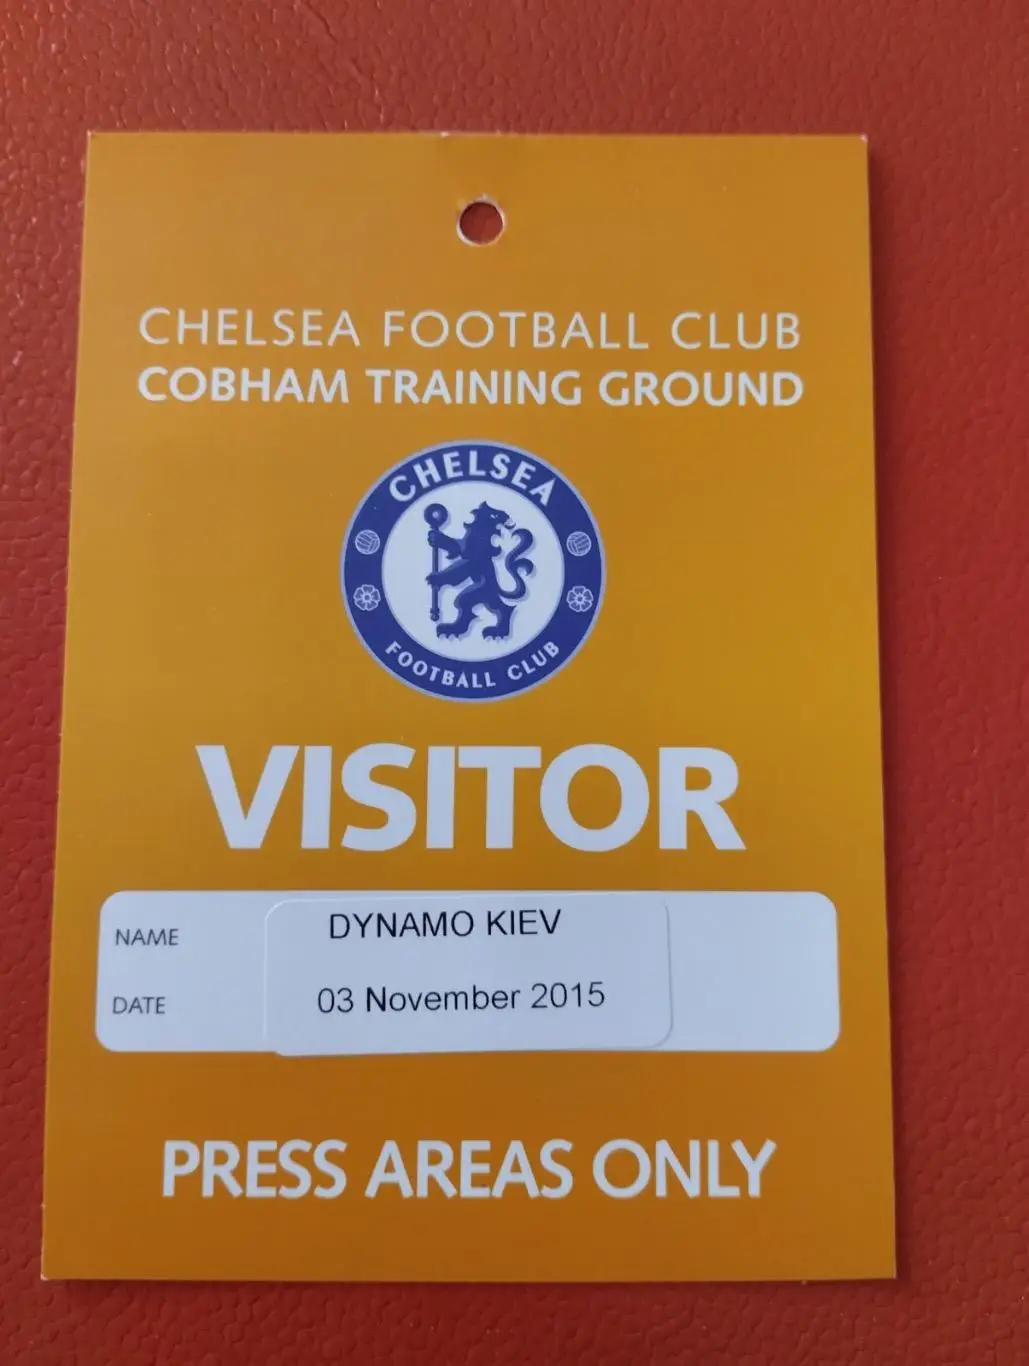 CHELSEA FOOTBALL CLUB
COBHAM TRAINING GROUND
CHELSEA
FOOTBALL CLUB
VISITOR
NAME DYNAMO KIEV
DATE 03 November 2015
PRESS AREAS ONLY